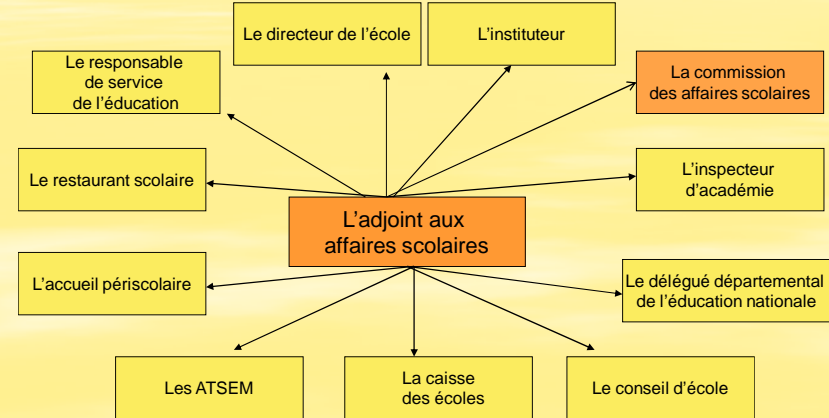 Le directeur de l'école
L'instituteur
Le responsable
de service
de l'éducation
La commission
des affaires scolaires
Le restaurant scolaire
L'inspecteur
d'académie
L'adjoint aux
affaires scolaires
L'accueil périscolaire
Le délégué départemental
de l'éducation nationale
Les ATSEM
La caisse
des écoles
Le conseil d'école